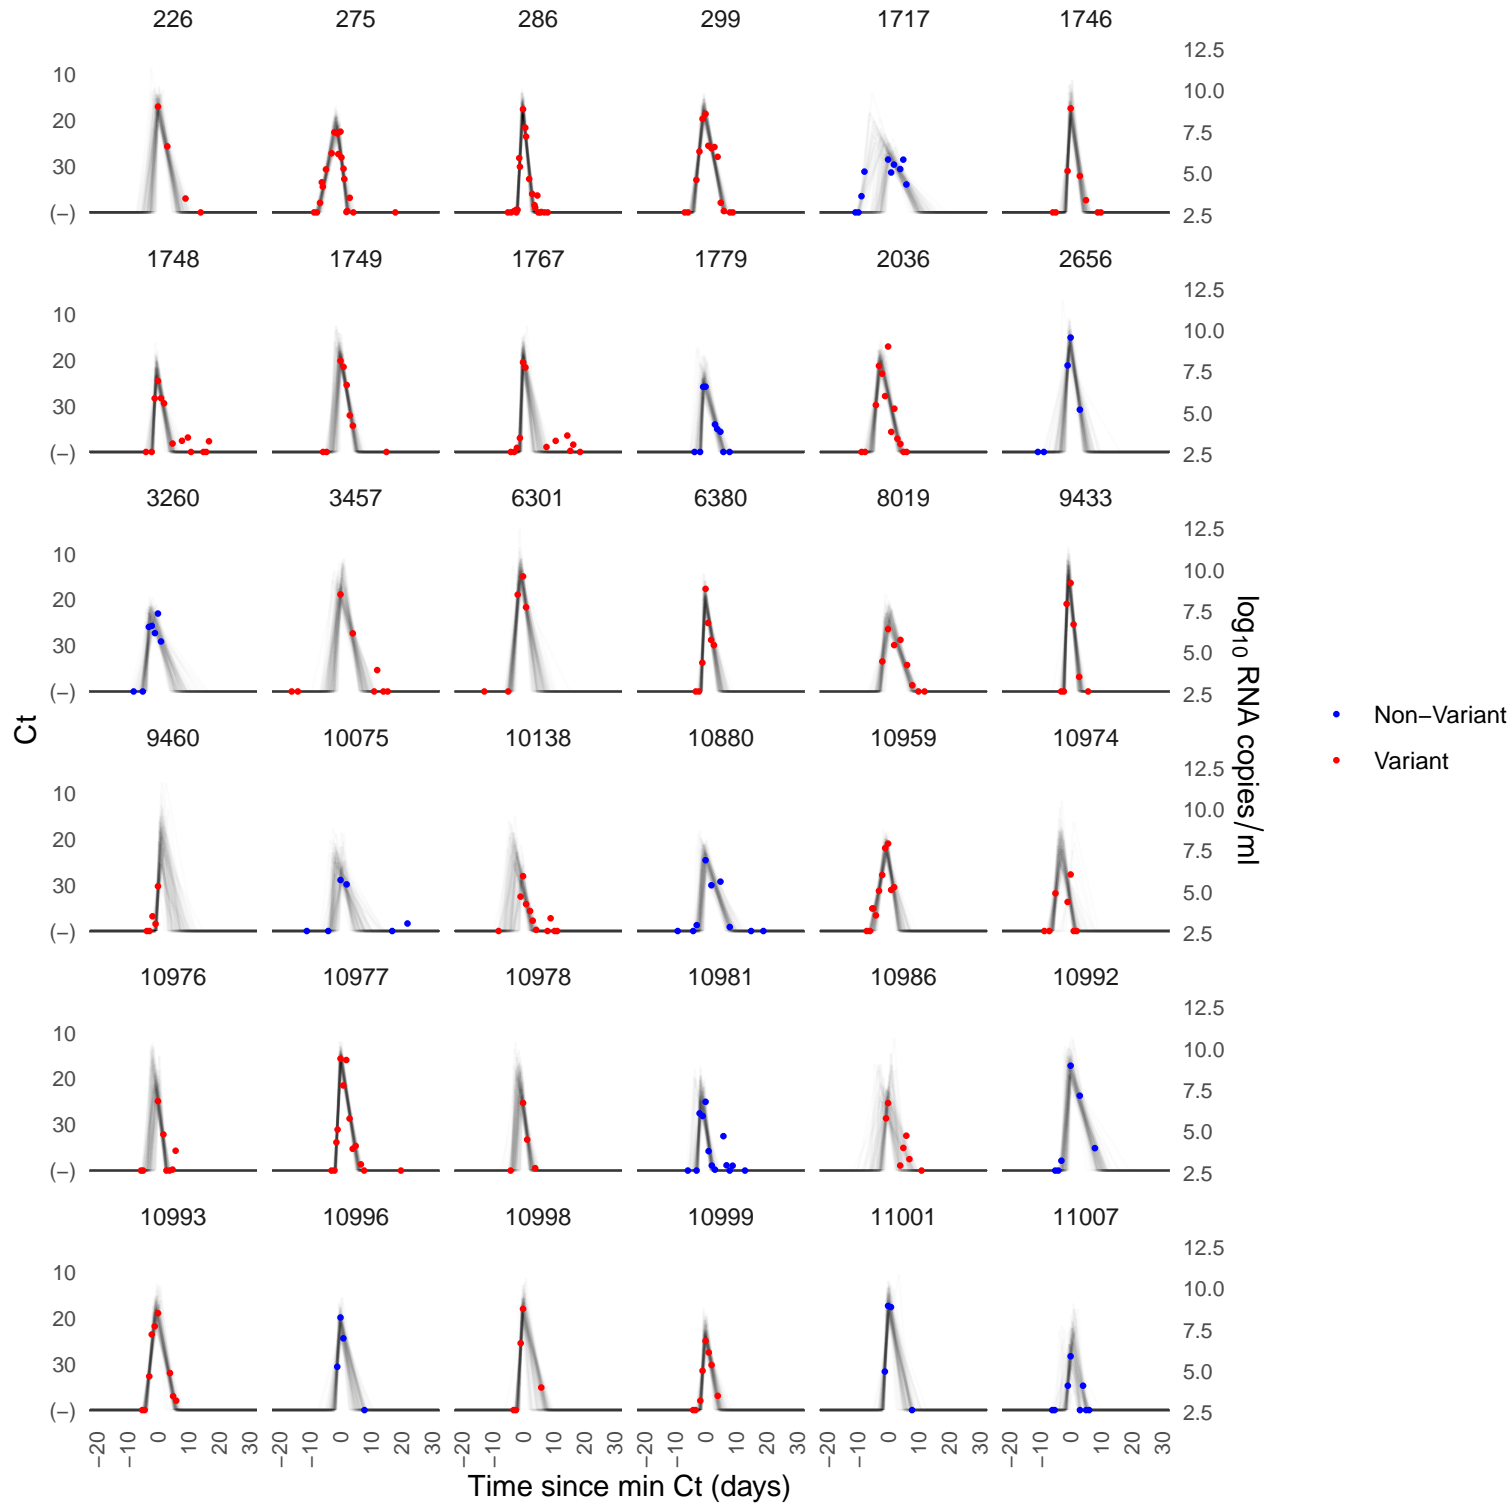 226 275 286 299 1717 1746
10 20 30 (−)
12.5 10.0 7.5 5.0 2.5
1748 1749 1767 1779 2036 2656
10 20 30 (−)
12.5 10.0 7.5 5.0 2.5
3260 3457 6301 6380 8019 9433
10 20 30 (−)
12.5 10.0 7.5 5.0 2.5
9460 10075 10138 10880 10959 10974
10 20 30 (−)
12.5 10.0 7.5 5.0 2.5
10976 10977 10978 10981 10986 10992
10 20 30 (−)
12.5 10.0 7.5 5.0 2.5
10993 10996 10998 10999 11001 11007
10 20 30 (−)
12.5 10.0 7.5 5.0 2.5
−20 −10 0 10 20 30 −20 −10 0 10 20 30 −20 −10 0 10 20 30 −20 −10 0 10 20 30 −20 −10 0 10 20 30 −20 −10 0 10 20 30
Time since min Ct (days)
Ct
log10 RNA copies/ml
Non−Variant
Variant